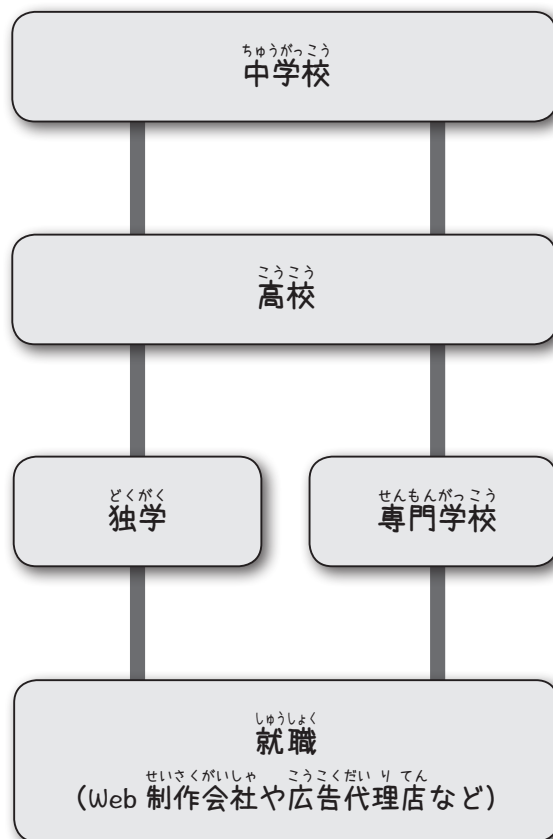 ちゅうがっこう
中学校
こうこう
高校
どくがく
独学
せんもんがっこう
専門学校
しゅうしょく
就職
せいさくがいしゃ こうこくだいりてん
(Web 制作会社や広告代理店など)